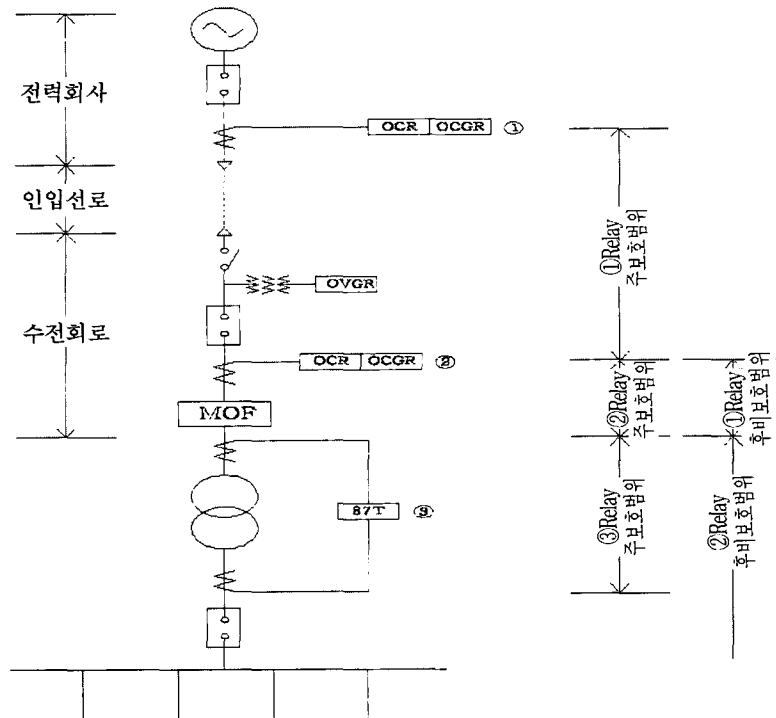 전력회사
OCR OCGR ①
인입선로
OVGR
수전회로
OCR OCGR ②
MOF
87T ③
①Relay
주보호범위
②Relay
주보호범위
①Relay
후비보호범위
③Relay
주보호범위
②Relay
후비보호범위